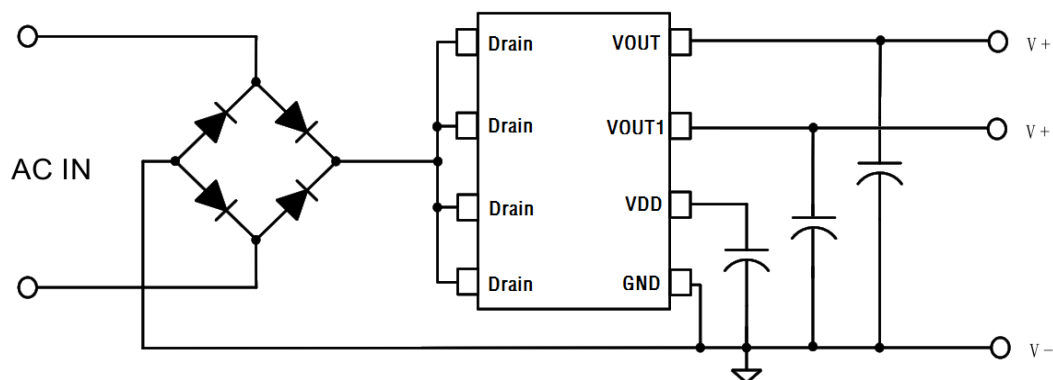 AC IN
Drain
Drain
Drain
Drain
VOUT
VOUT1
VDD
GND
V+
V+
V-